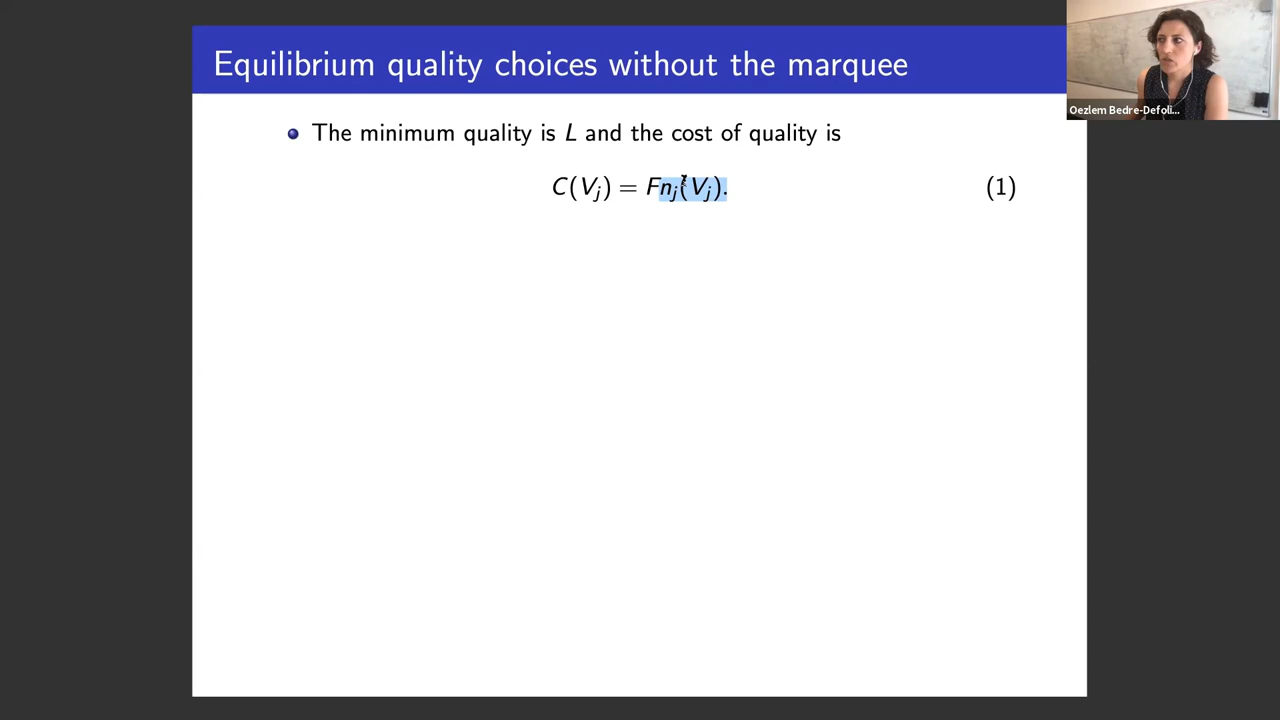 Equilibrium quality choices without the marquee
The minimum quality is L and the cost of quality is
C(Vj) = Fnj(Vj). (1)
Oezlem Bedre-Defoli...